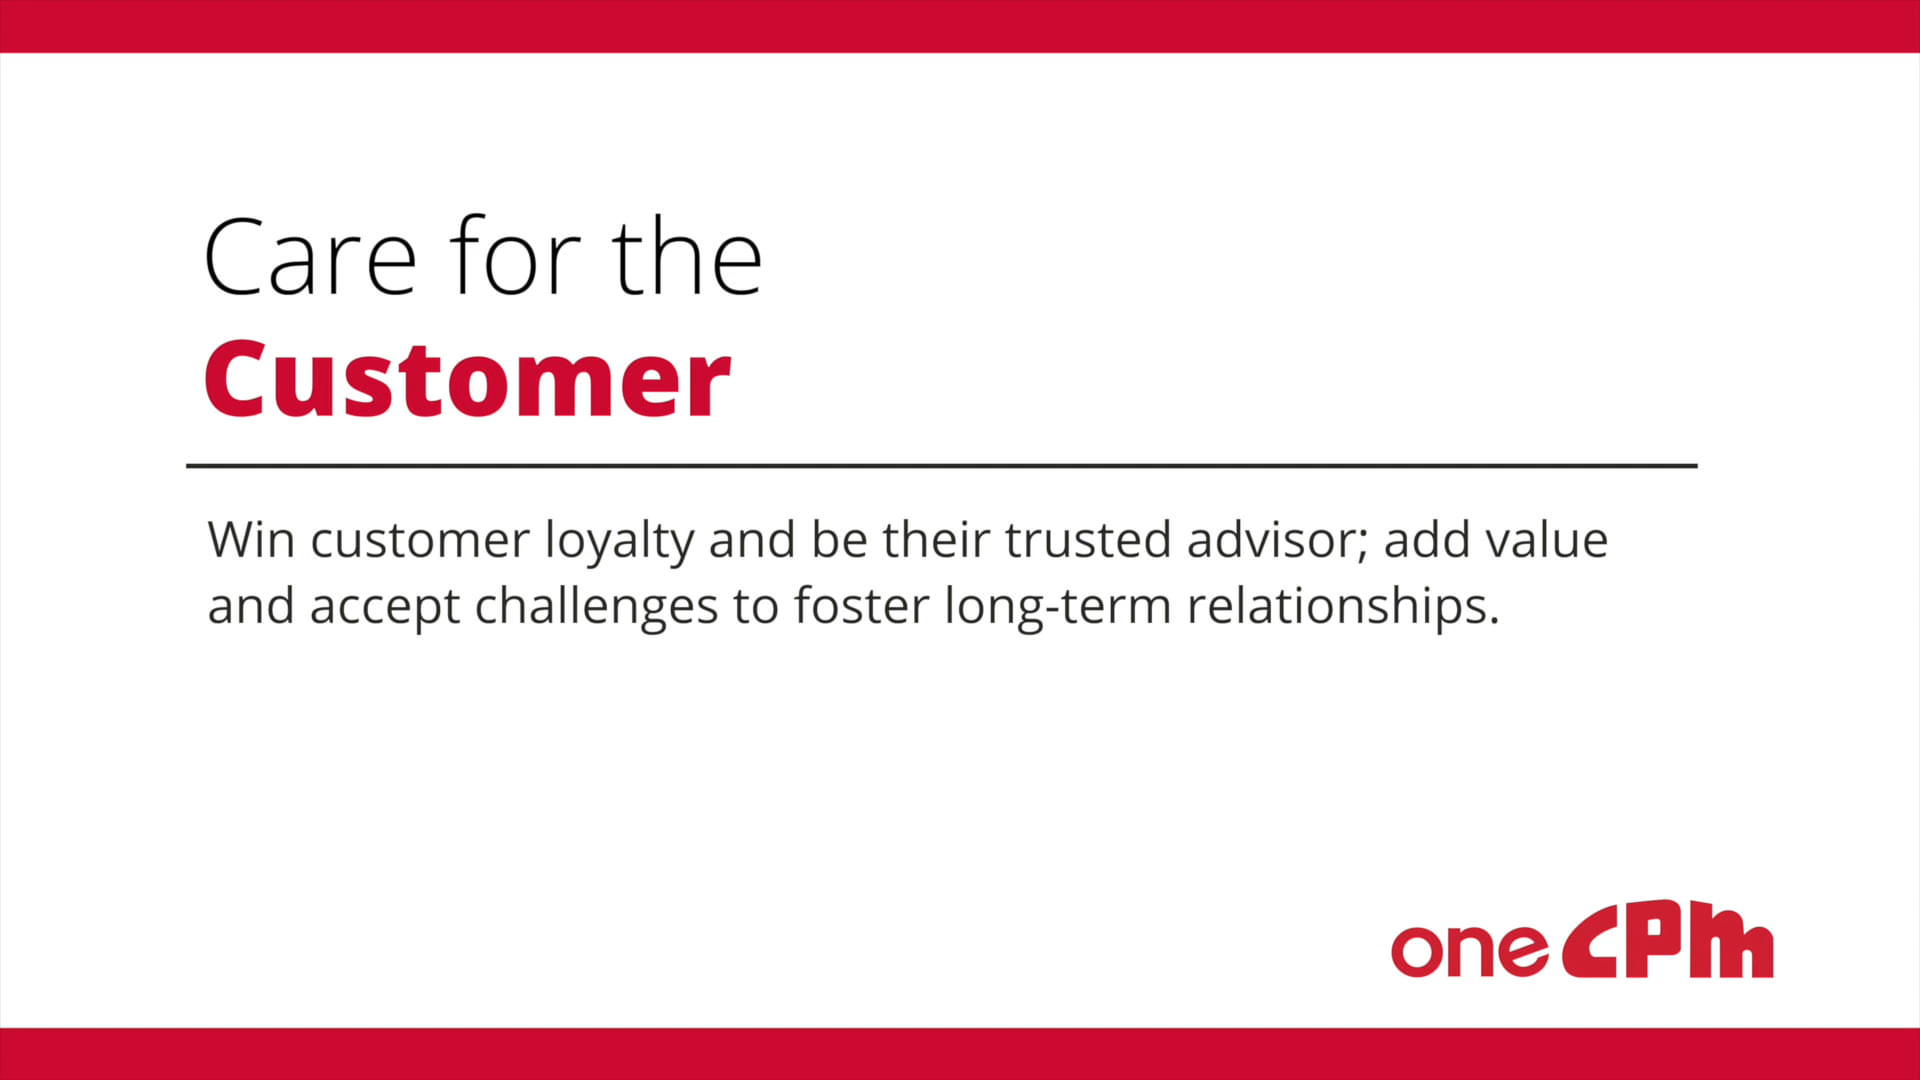 Care for the
Customer
Win customer loyalty and be their trusted advisor; add value
and accept challenges to foster long-term relationships.
one CPM